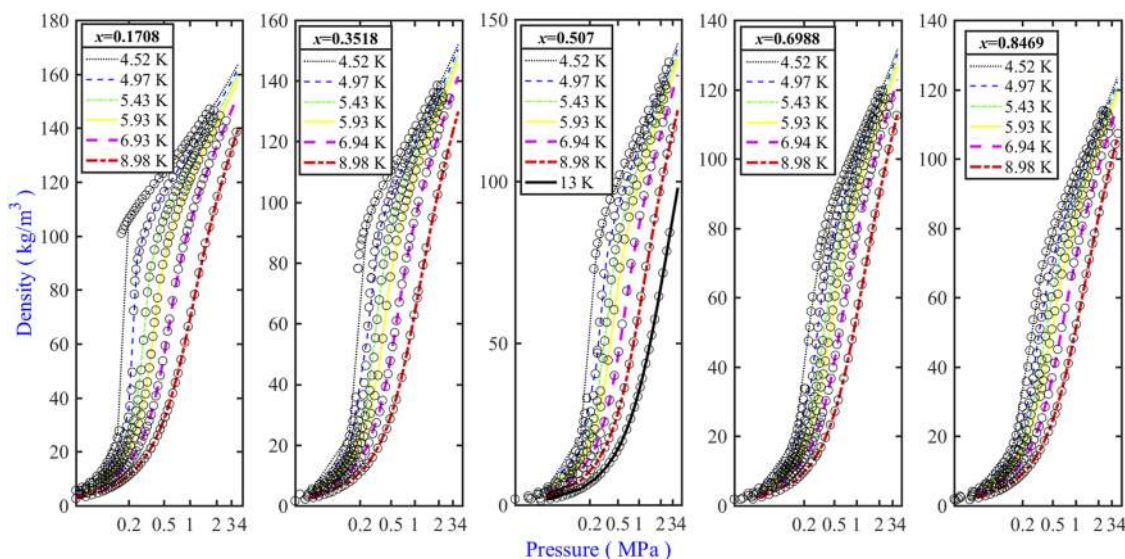 x=0.1708
4.52 K
4.97 K
5.43 K
5.93 K
6.93 K
8.98 K
x=0.3518
4.52 K
4.97 K
5.43 K
5.93 K
6.94 K
8.98 K
x=0.507
4.52 K
4.97 K
5.43 K
5.93 K
6.94 K
8.98 K
13 K
x=0.6988
4.52 K
4.97 K
5.43 K
5.93 K
6.94 K
8.98 K
x=0.8469
4.52 K
4.97 K
5.43 K
5.93 K
6.94 K
8.98 K
Density ( kg/m³ )
180
160
140
120
100
80
60
40
20
0
160
140
120
100
80
60
40
20
0
150
100
50
0
140
120
100
80
60
40
20
0
140
120
100
80
60
40
20
0
0.2 0.5 1 2 34
0.2 0.5 1 2 34
0.2 0.5 1 2 34
0.2 0.5 1 2 34
0.2 0.5 1 2 34
Pressure ( MPa )